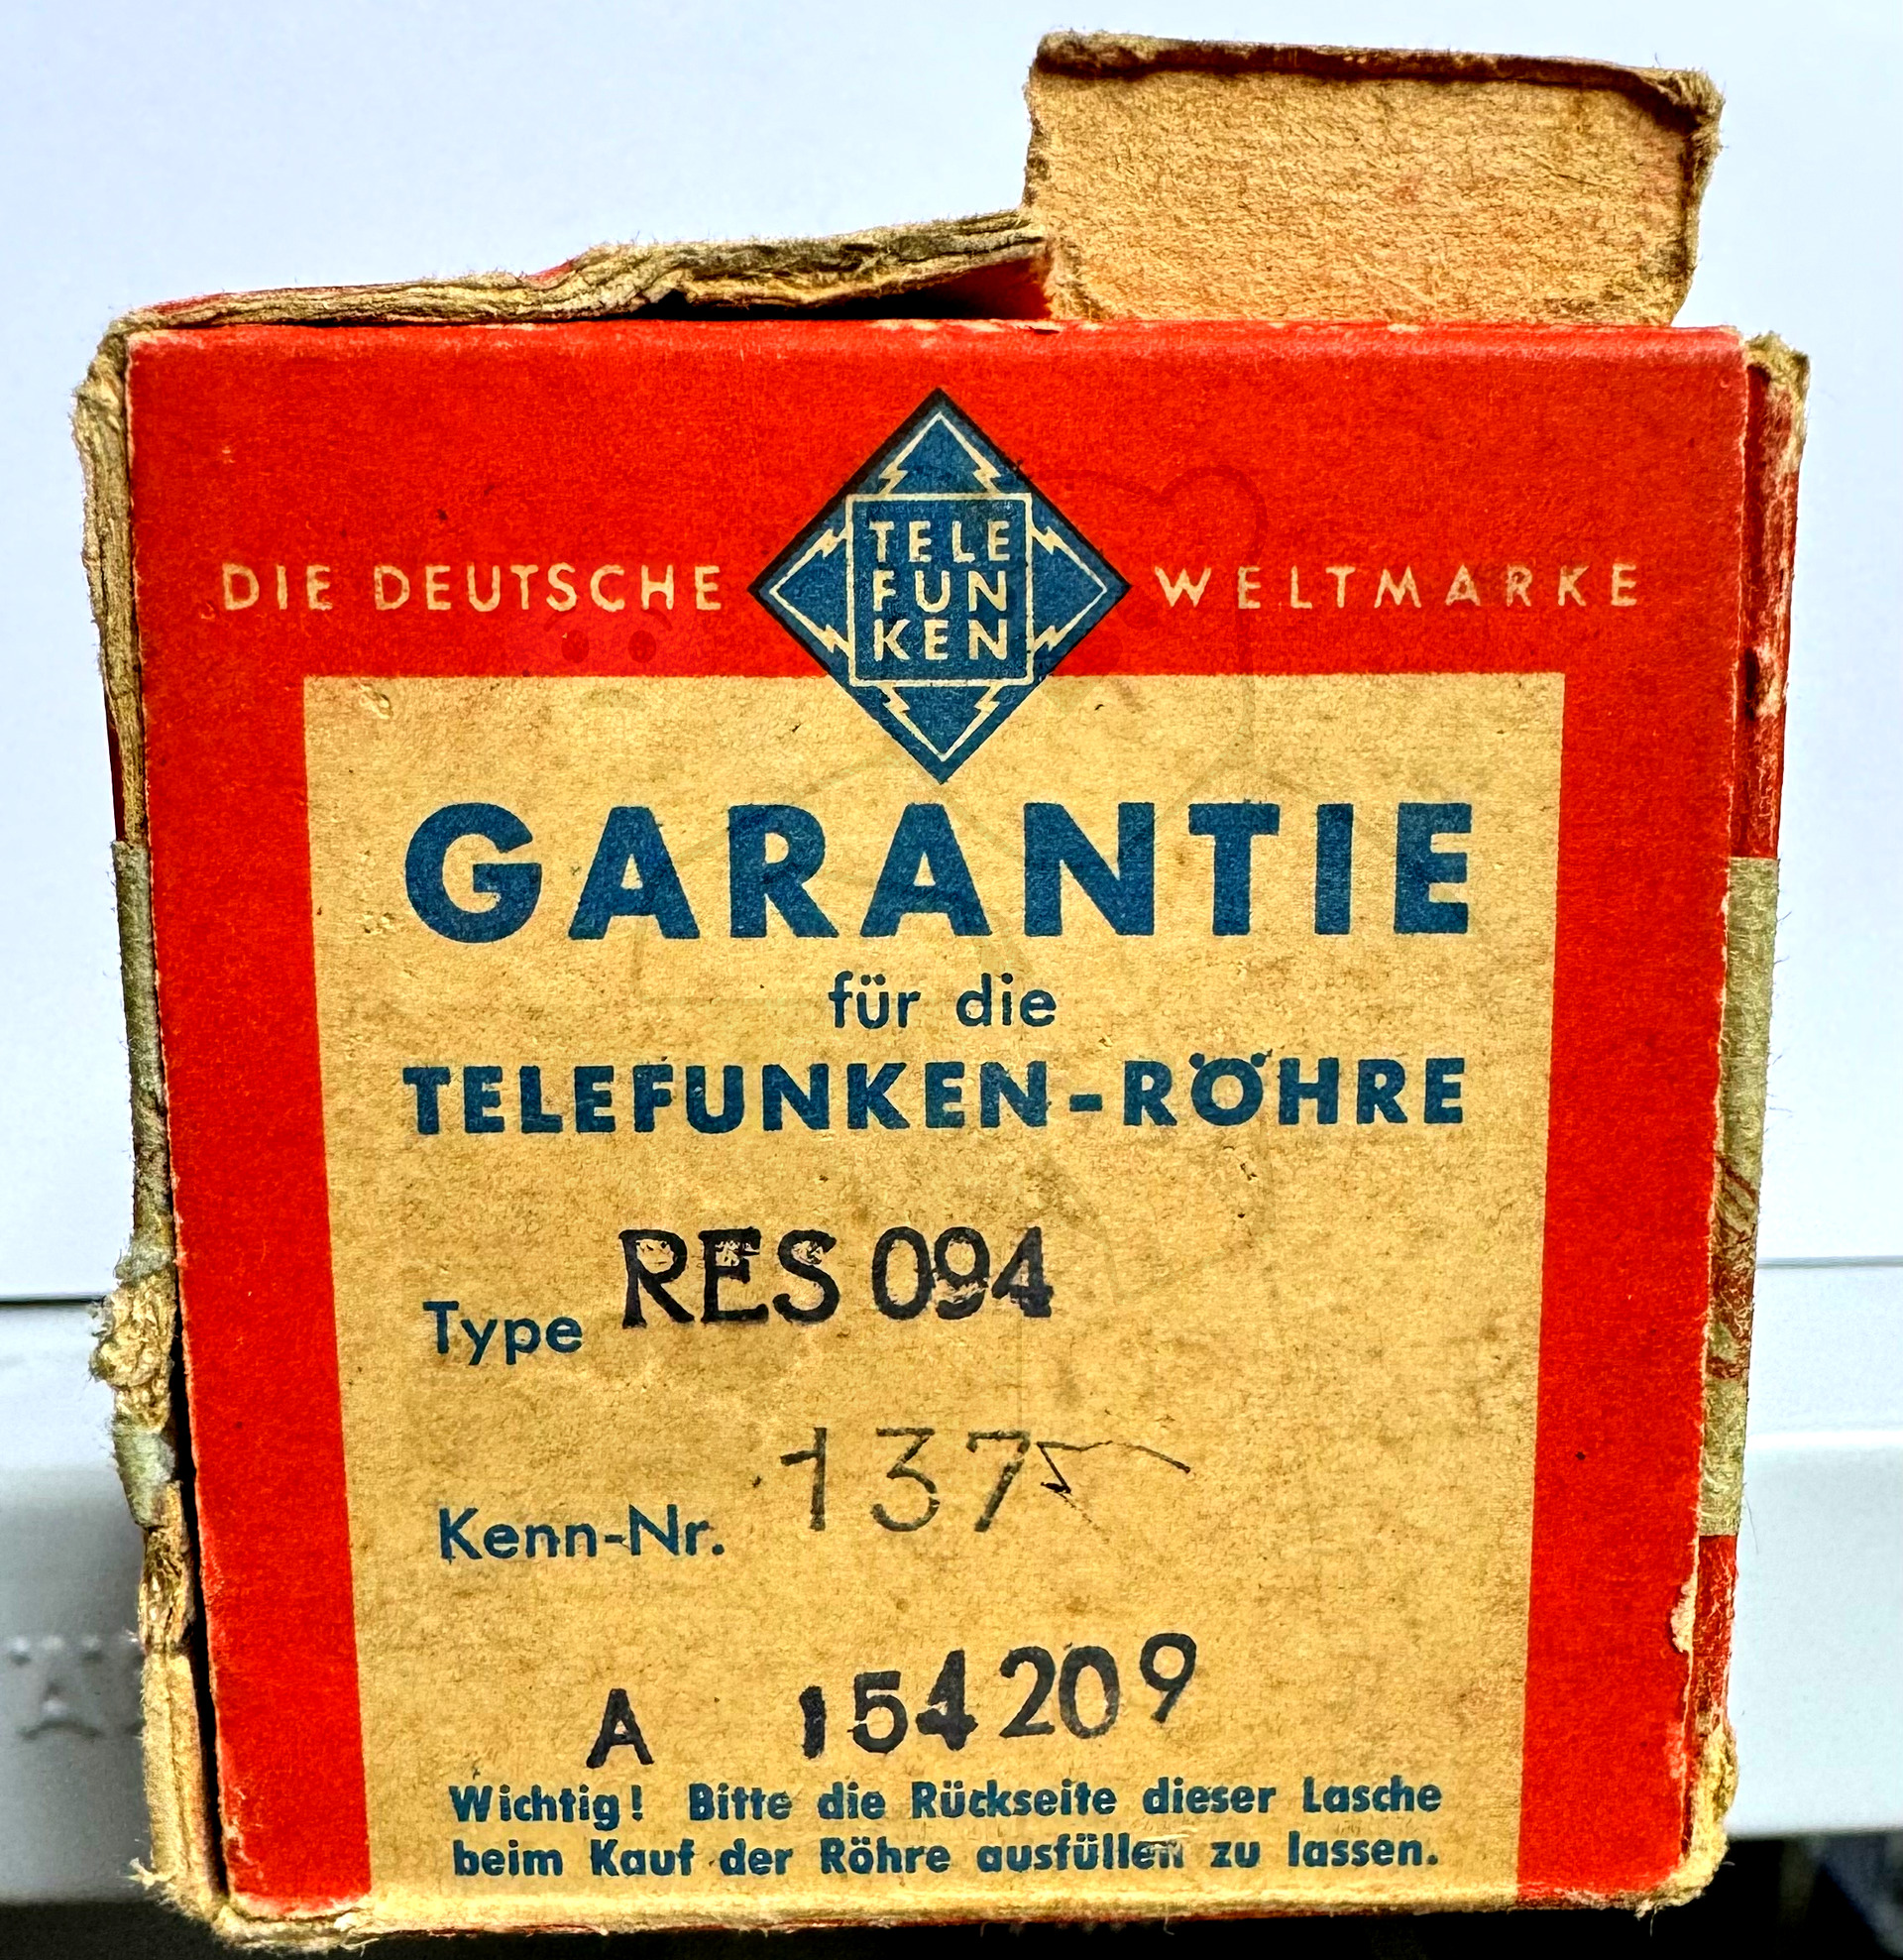 DIE DEUTSCHE WELTMARKE
TELE
FUN
KEN
GARANTIE
für die
TELEFUNKEN-RÖHRE
Type RES 094
Kenn-Nr. 137
A 154209
Wichtig! Bitte die Rückseite dieser Lasche
beim Kauf der Röhre ausfüllen zu lassen.